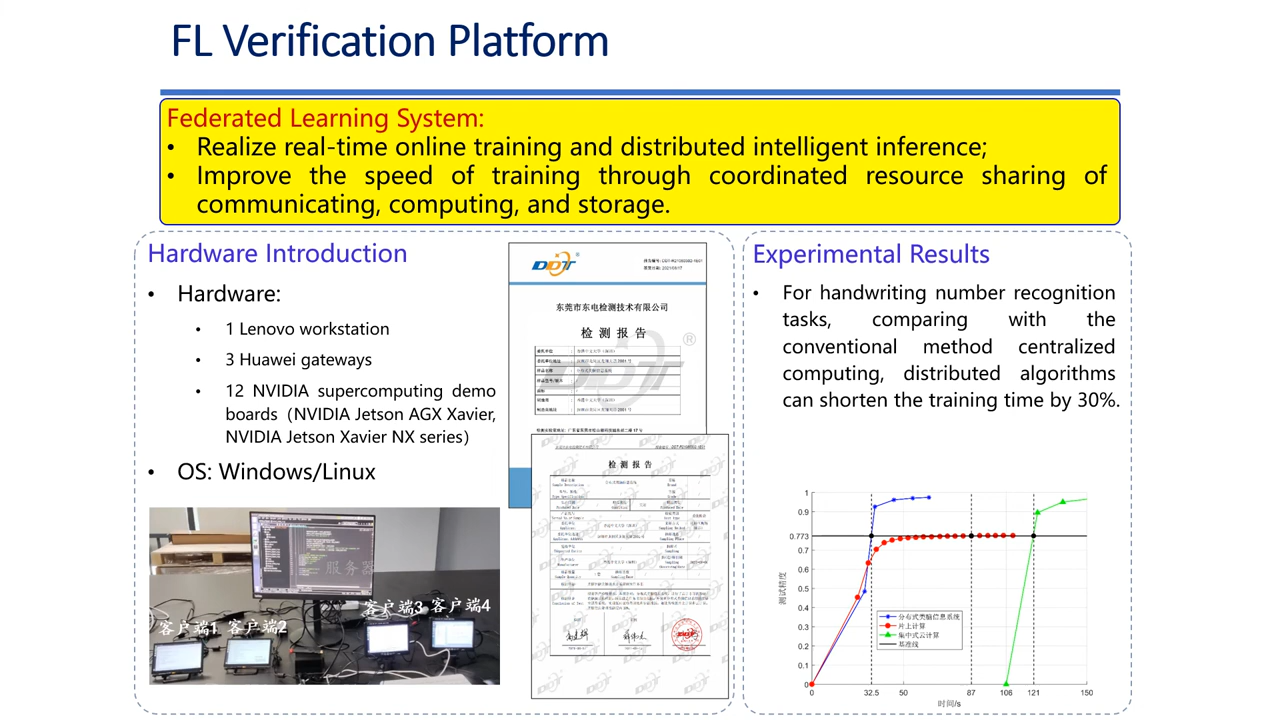 FL Verification Platform
Federated Learning System:
• Realize real-time online training and distributed intelligent inference;
• Improve the speed of training through coordinated resource sharing of
communicating, computing, and storage.
Hardware Introduction
• Hardware:
• 1 Lenovo workstation
• 3 Huawei gateways
• 12 NVIDIA supercomputing demo
boards（NVIDIA Jetson AGX Xavier,
NVIDIA Jetson Xavier NX series）
• OS: Windows/Linux
服务器
客户端1
客户端2
客户端3
客户端4
DDT
东莞市东电检测技术有限公司
检 测 报 告
®
检 测 报 告
Experimental Results
• For handwriting number recognition
tasks, comparing with the
conventional method centralized
computing, distributed algorithms
can shorten the training time by 30%.
1
0.9
0.773
0.7
0.6
0.5
0.4
0.3
0.2
0.1
0
测试精度
分布式类脑信息系统
片上计算
集中式云计算
基准线
0
32.5
50
87
106
121
150
时间/s